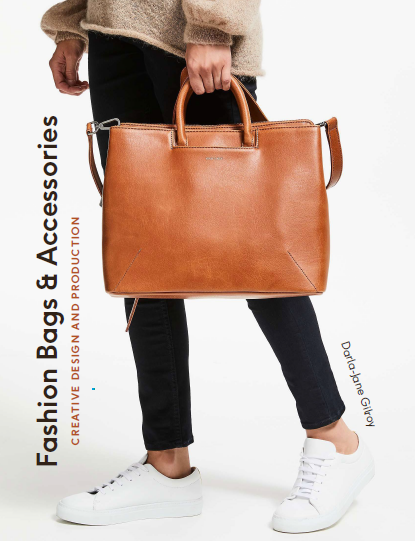 Fashion Bags & Accessories
CREATIVE DESIGN AND PRODUCTION
Darla-Jane Gilroy